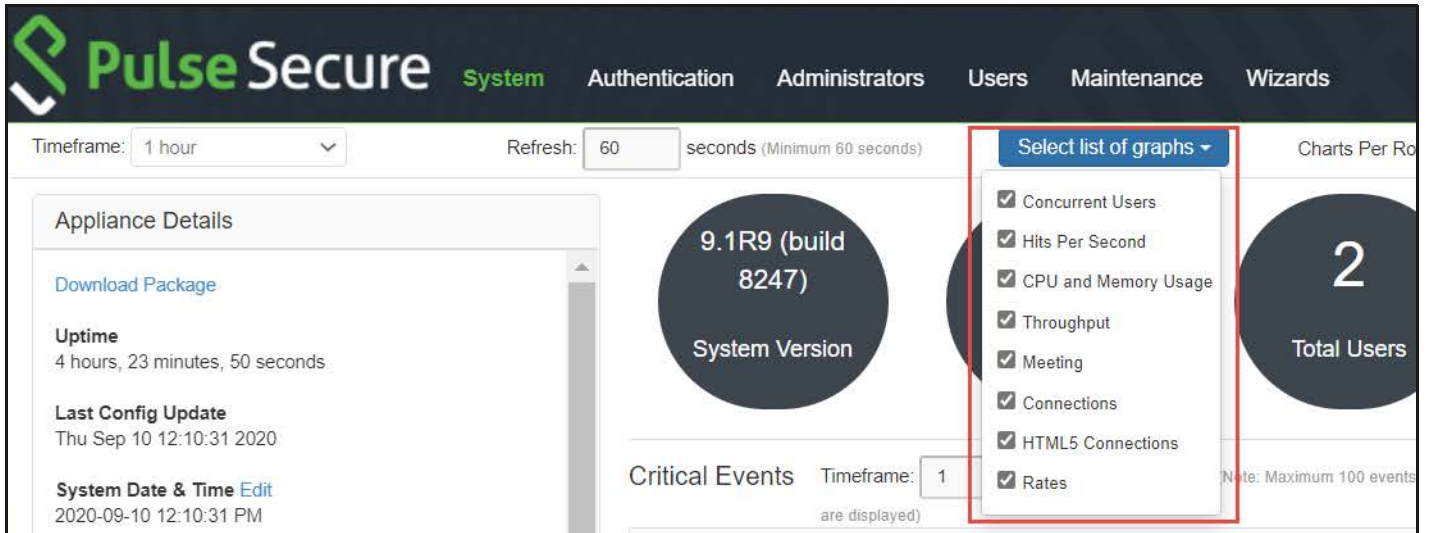 Pulse Secure System Authentication Administrators Users Maintenance Wizards
Timeframe: 1 hour Refresh: 60 seconds (Minimum 60 seconds) Select list of graphs Charts Per
Appliance Details
Download Package
Uptime
4 hours, 23 minutes, 50 seconds
Last Config Update
Thu Sep 10 12:10:31 2020
System Date & Time Edit
2020-09-10 12:10:31 PM
9.1R9 (build
8247)
System Version
Concurrent Users
Hits Per Second
CPU and Memory Usage
Throughput
Meeting
Connections
HTML5 Connections
Rates
2
Total Users
Critical Events Timeframe: 1 (Note: Maximum 100 events
are displayed)